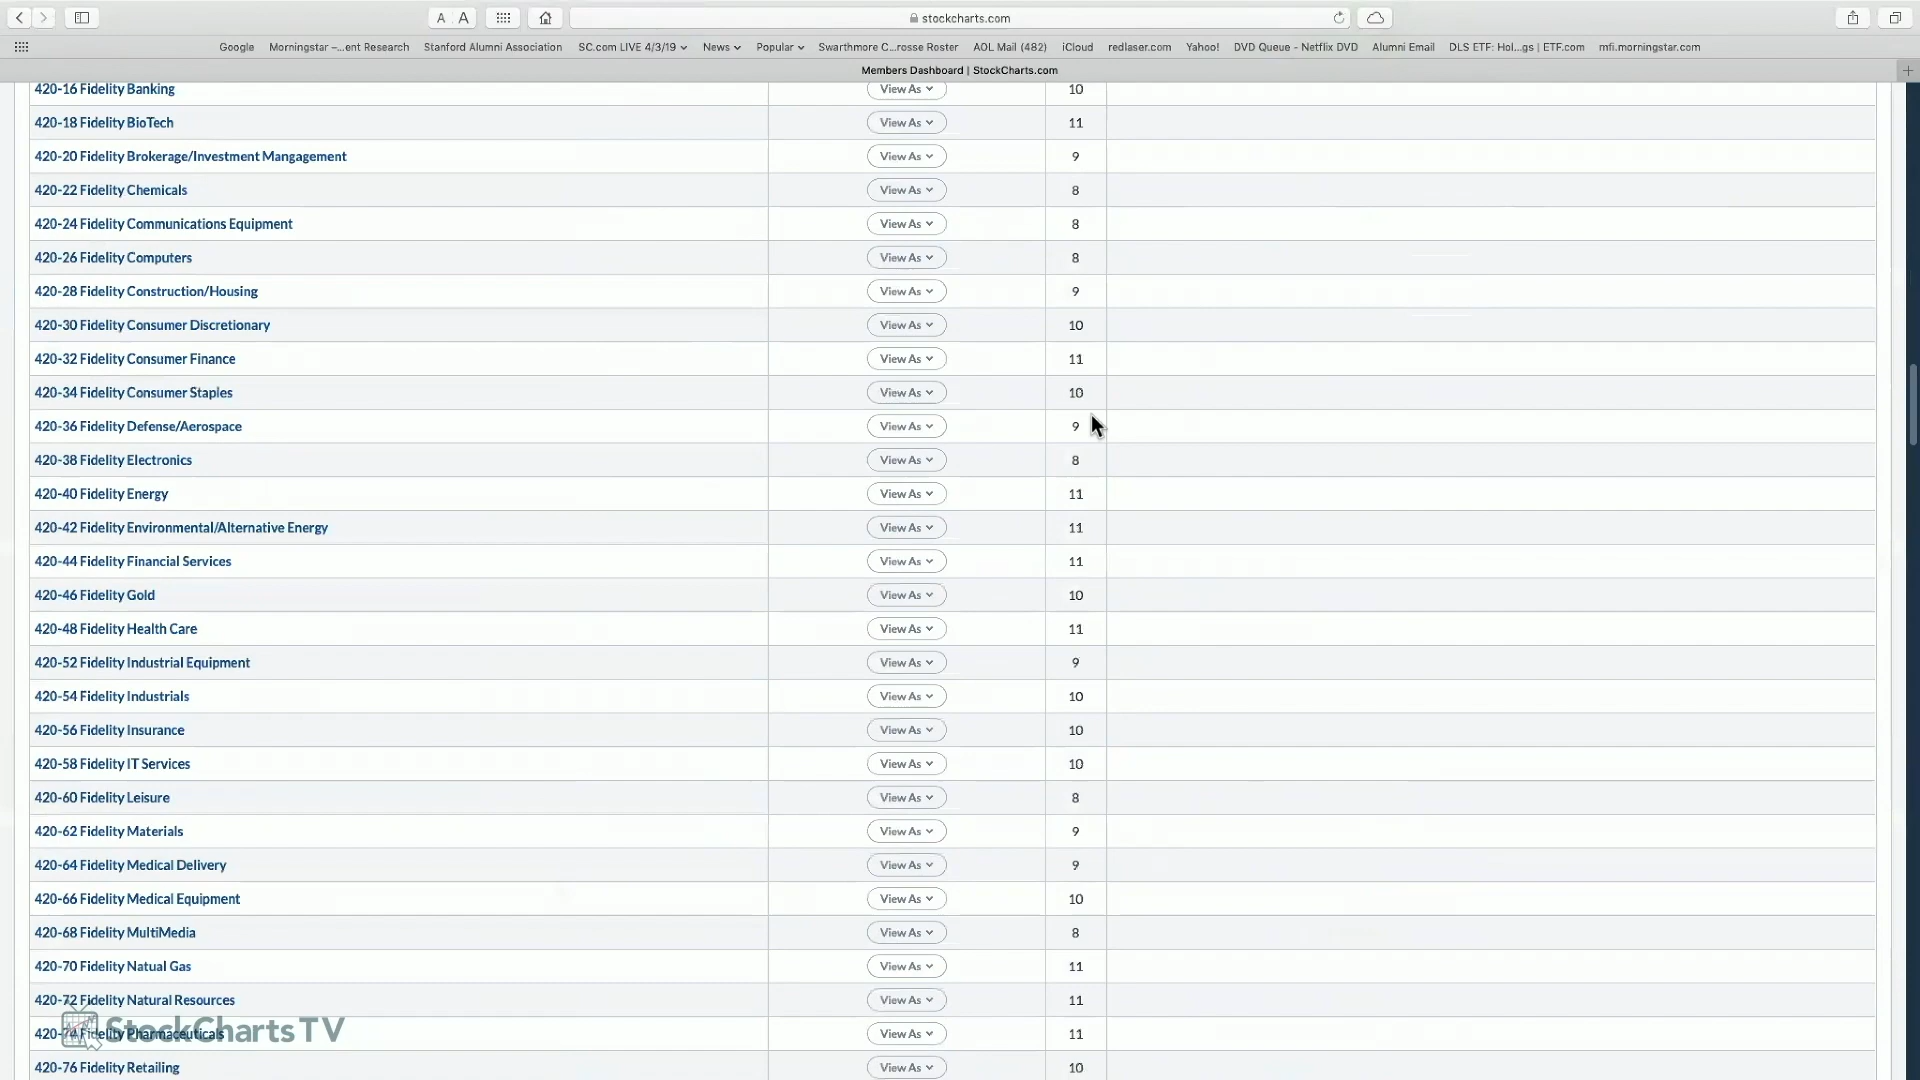 A A stockcharts.com
Google Morningstar –...ent Research Stanford Alumni Association SC.com LIVE 4/3/19 News Popular Swarthmore C...rosse Roster AOL Mail (482) iCloud redlaser.com Yahoo! DVD Queue - Netflix DVD Alumni Email DLS ETF: Hol...gs | ETF.com mfi.morningstar.com
Members Dashboard | StockCharts.com
420-16 Fidelity Banking View As 10
420-18 Fidelity BioTech View As 11
420-20 Fidelity Brokerage/Investment Mangagement View As 9
420-22 Fidelity Chemicals View As 8
420-24 Fidelity Communications Equipment View As 8
420-26 Fidelity Computers View As 8
420-28 Fidelity Construction/Housing View As 9
420-30 Fidelity Consumer Discretionary View As 10
420-32 Fidelity Consumer Finance View As 11
420-34 Fidelity Consumer Staples View As 10
420-36 Fidelity Defense/Aerospace View As 9
420-38 Fidelity Electronics View As 8
420-40 Fidelity Energy View As 11
420-42 Fidelity Environmental/Alternative Energy View As 11
420-44 Fidelity Financial Services View As 11
420-46 Fidelity Gold View As 10
420-48 Fidelity Health Care View As 11
420-52 Fidelity Industrial Equipment View As 9
420-54 Fidelity Industrials View As 10
420-56 Fidelity Insurance View As 10
420-58 Fidelity IT Services View As 10
420-60 Fidelity Leisure View As 8
420-62 Fidelity Materials View As 9
420-64 Fidelity Medical Delivery View As 9
420-66 Fidelity Medical Equipment View As 10
420-68 Fidelity MultiMedia View As 8
420-70 Fidelity Natual Gas View As 11
420-72 Fidelity Natural Resources View As 11
420-74 Fidelity Pharmaceuticals View As 11
StockCharts TV
420-76 Fidelity Retailing View As 10